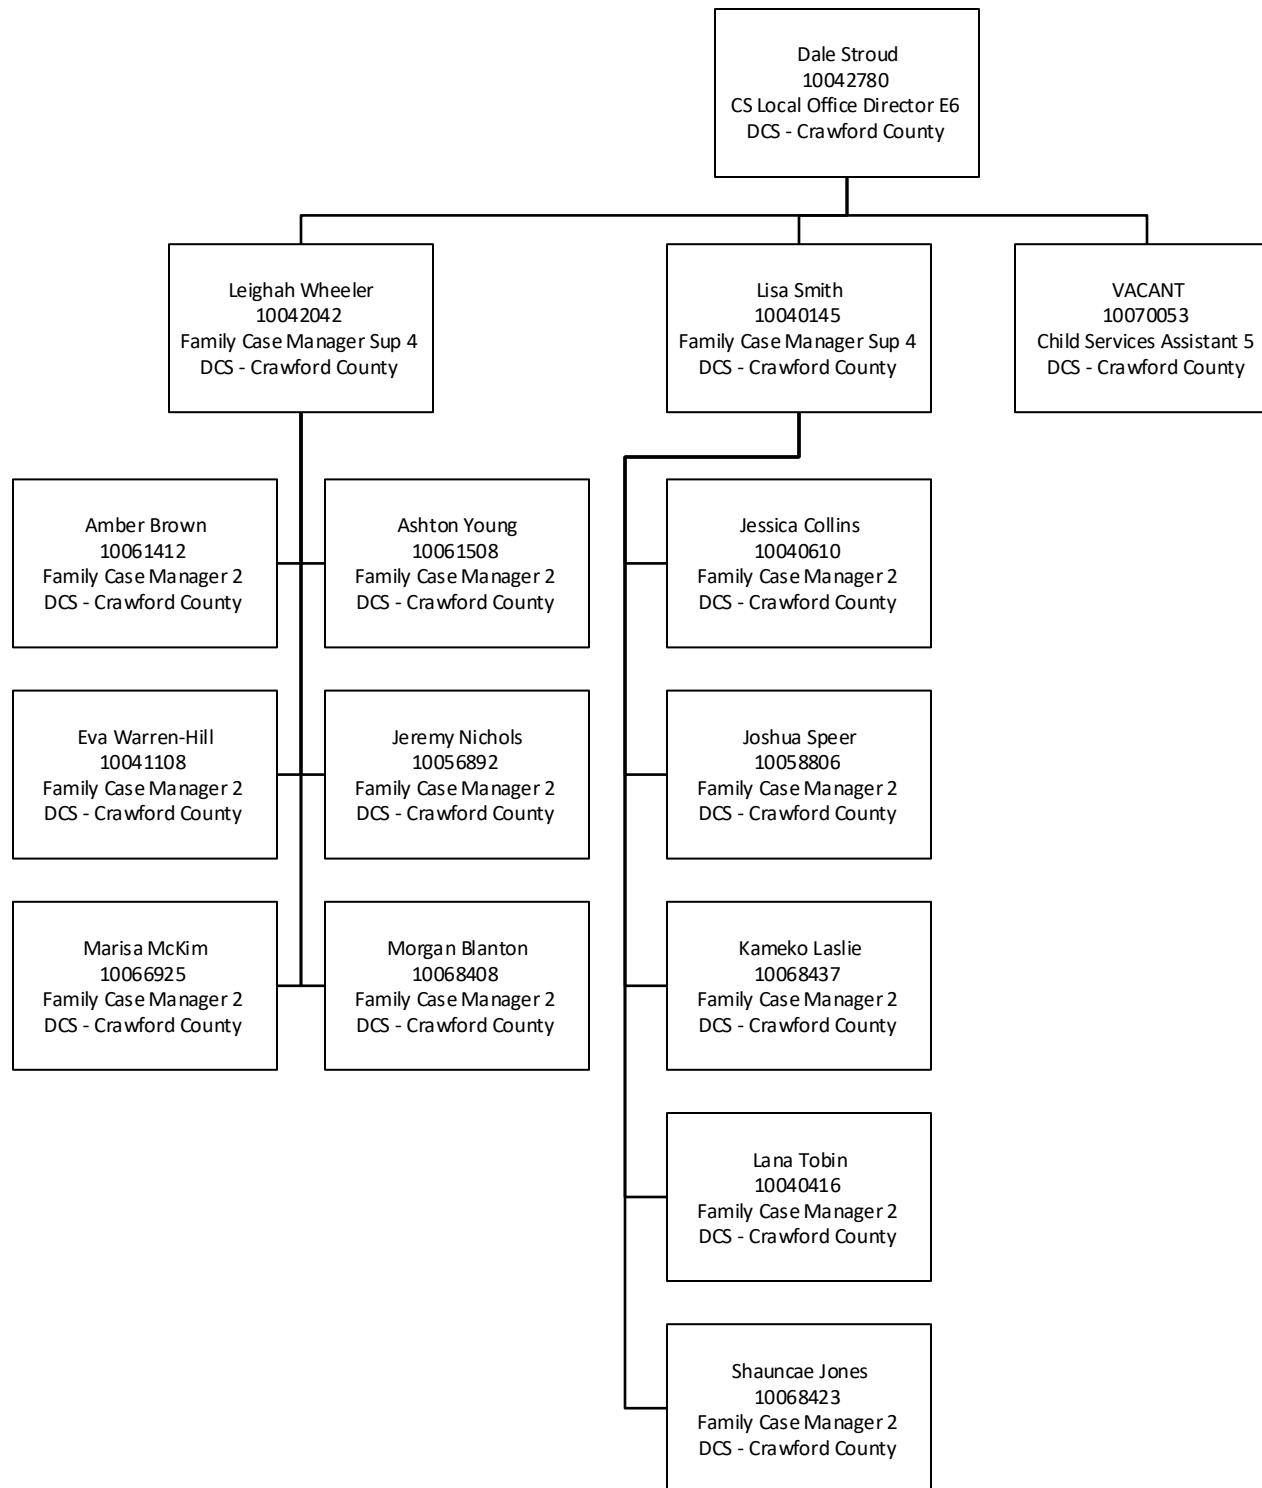 Dale Stroud
10042780
CS Local Office Director E6
DCS - Crawford County
Leighah Wheeler
10042042
Family Case Manager Sup 4
DCS - Crawford County
Lisa Smith
10040145
Family Case Manager Sup 4
DCS - Crawford County
VACANT
10070053
Child Services Assistant 5
DCS - Crawford County
Amber Brown
10061412
Family Case Manager 2
DCS - Crawford County
Ashton Young
10061508
Family Case Manager 2
DCS - Crawford County
Jessica Collins
10040610
Family Case Manager 2
DCS - Crawford County
Eva Warren-Hill
10041108
Family Case Manager 2
DCS - Crawford County
Jeremy Nichols
10056892
Family Case Manager 2
DCS - Crawford County
Joshua Speer
10058806
Family Case Manager 2
DCS - Crawford County
Marisa McKim
10066925
Family Case Manager 2
DCS - Crawford County
Morgan Blanton
10068408
Family Case Manager 2
DCS - Crawford County
Kameko Laslie
10068437
Family Case Manager 2
DCS - Crawford County
Lana Tobin
10040416
Family Case Manager 2
DCS - Crawford County
Shauncae Jones
10068423
Family Case Manager 2
DCS - Crawford County